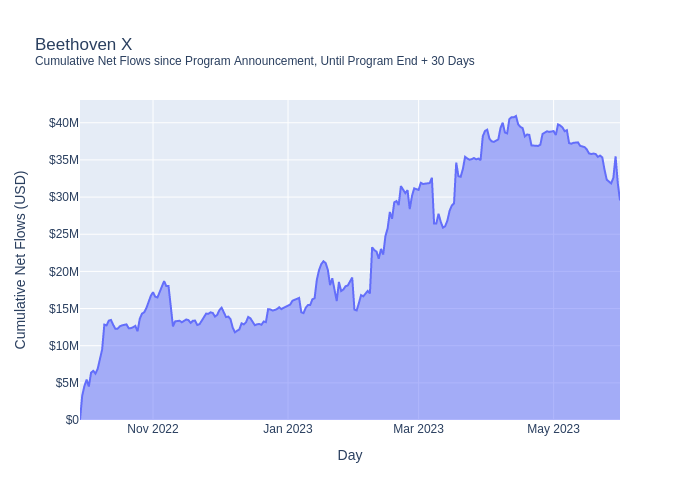 Beethoven X
Cumulative Net Flows since Program Announcement, Until Program End + 30 Days
Cumulative Net Flows (USD)
$40M
$35M
$30M
$25M
$20M
$15M
$10M
$5M
$0
Nov 2022
Jan 2023
Mar 2023
May 2023
Day